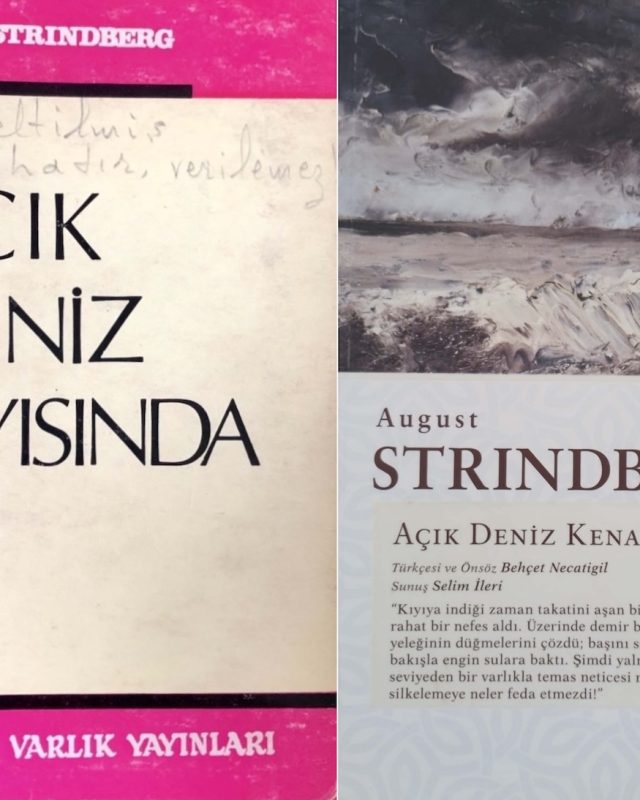 STRINDBERG
eltilmiş
hatır, verilemez
ÇIK
NİZ
YISINDA
VARLIK YAYINLARI
August
STRINDB
AÇIK DENİZ KENA
Türkçesi ve Önsöz Behçet Necatigil
Sunuş Selim İleri
"Kıyıya indiği zaman takatini aşan bi
rahat bir nefes aldı. Üzerinde demir b
yeleğinin düğmelerini çözdü; başını s
bakışla engin sulara baktı. Şimdi yaln
seviyeden bir varlıkla temas neticesi
silkelemeye neler feda etmezdi!"